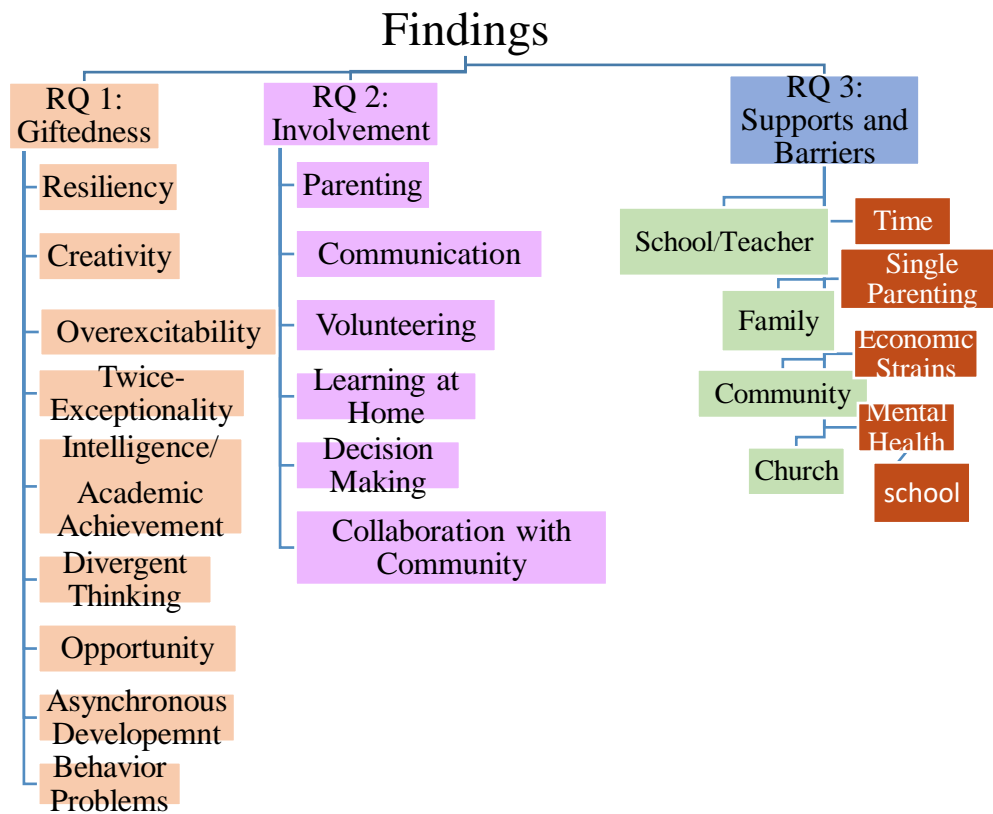 Findings
RQ 1:
Giftedness
Resiliency
Creativity
Overexcitability
Twice-
Exceptionality
Intelligence/
Academic
Achievement
Divergent
Thinking
Opportunity
Asynchronous
Developemnt
Behavior
Problems
RQ 2:
Involvement
Parenting
Communication
Volunteering
Learning at
Home
Decision
Making
Collaboration with
Community
RQ 3:
Supports and
Barriers
School/Teacher
Time
Family
Single
Parenting
Community
Economic
Strains
Church
Mental
Health
school